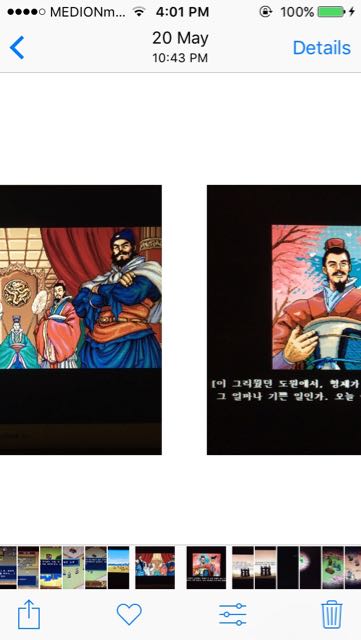 MEDIONm...
4:01 PM
100%
20 May
10:43 PM
Details
[이 그리웠던 도원에서, 형제가
그 얼마나 기쁜 일인가. 오늘